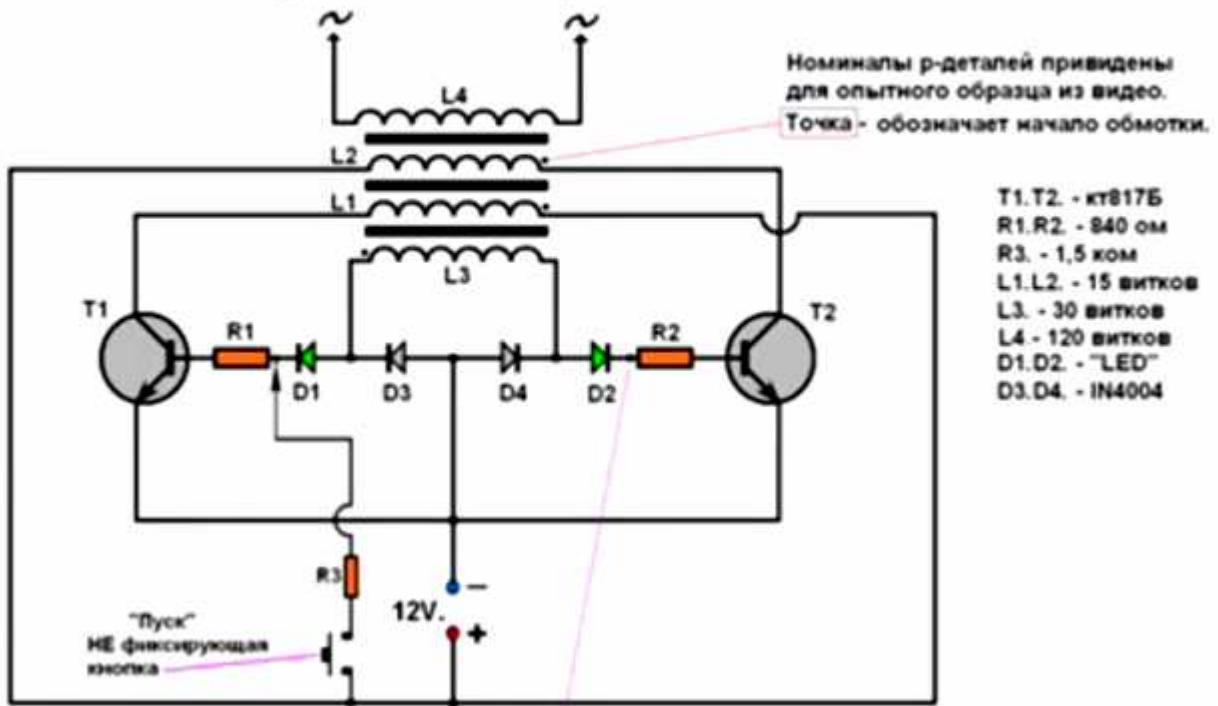 L4
Номиналы р-деталей привидены
для опытного образца из видео.
Точка - обозначает начало обмотки.
L2
L1
L3
T1.T2. - кт817Б
R1.R2. - 840 ом
R3. - 1,5 ком
L1.L2. - 15 витков
L3. - 30 витков
L4 - 120 витков
D1.D2. - "LED"
D3.D4. - IN4004
T1
R1
R2
T2
D1
D3
D4
D2
R3
12V.
−
+
"Пуск"
НЕ фиксирующая
кнопка